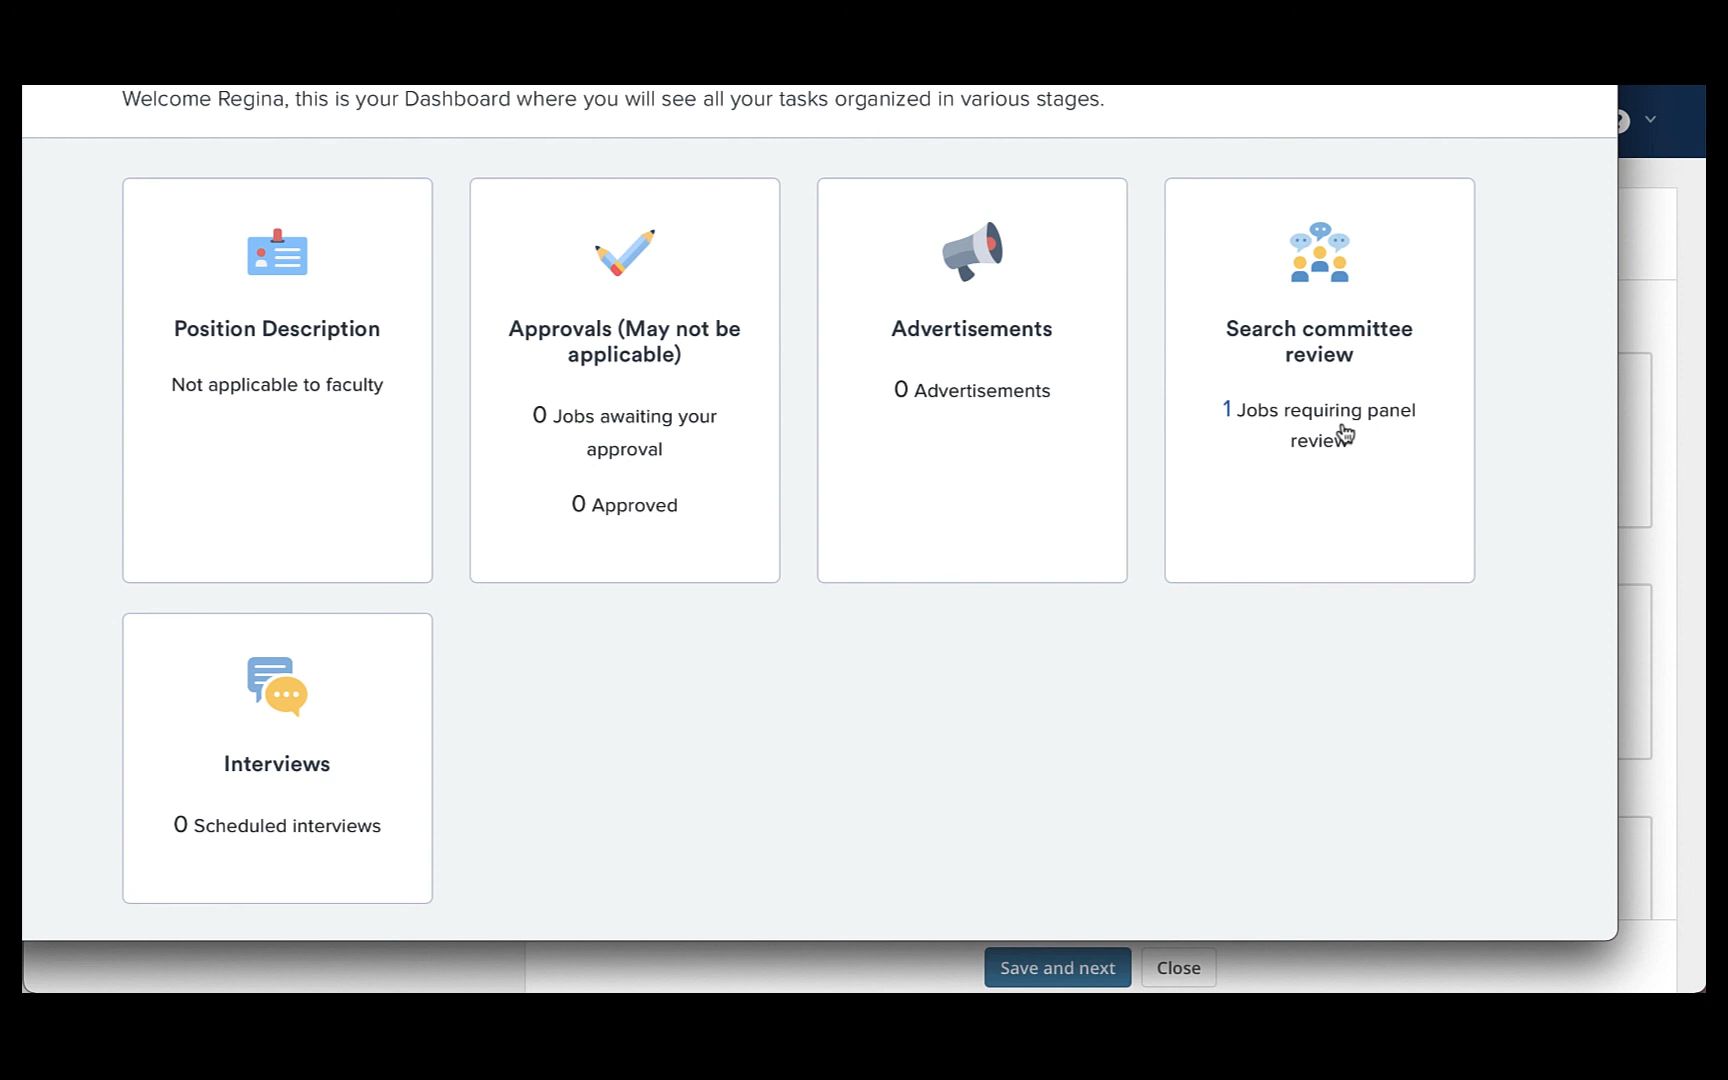 Welcome Regina, this is your Dashboard where you will see all your tasks organized in various stages.
Position Description
Not applicable to faculty
Approvals (May not be
applicable)
0 Jobs awaiting your
approval
0 Approved
Advertisements
0 Advertisements
Search committee
review
1 Jobs requiring panel
review
Interviews
0 Scheduled interviews
Save and next
Close